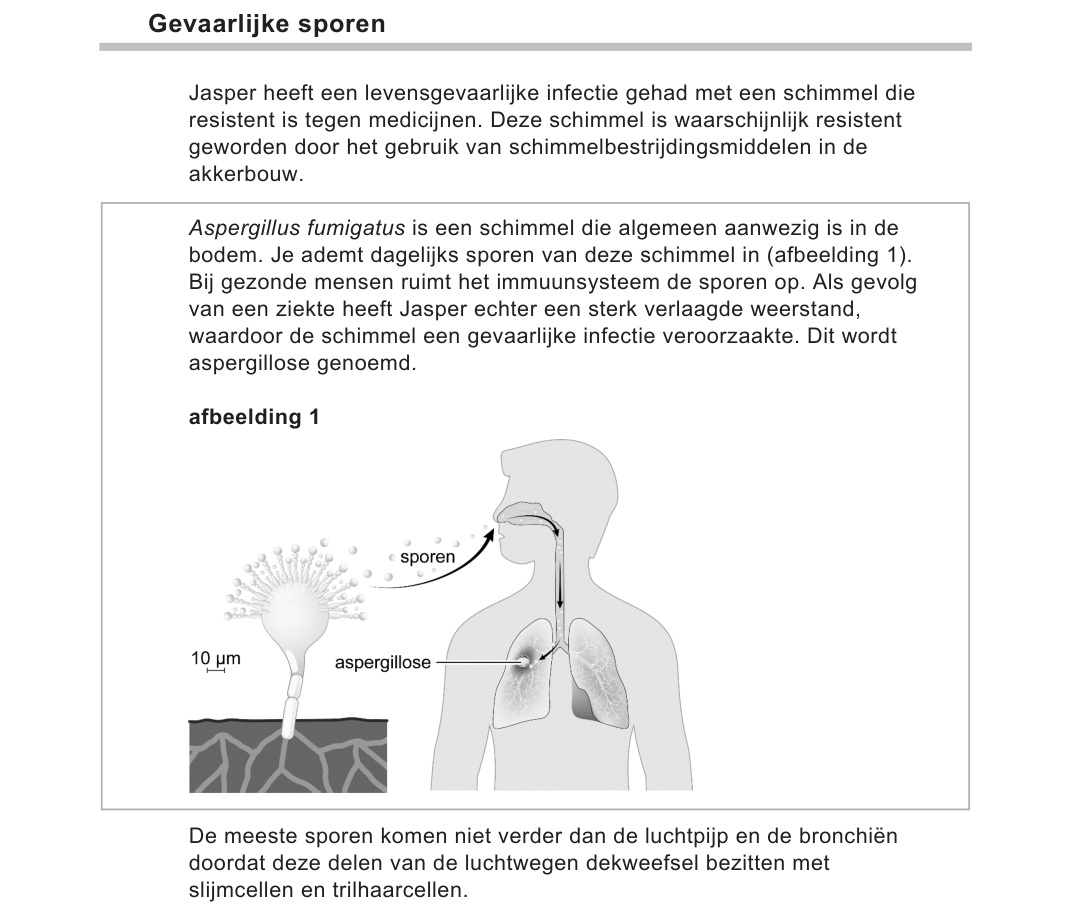 Gevaarlijke sporen
Jasper heeft een levensgevaarlijke infectie gehad met een schimmel die
resistent is tegen medicijnen. Deze schimmel is waarschijnlijk resistent
geworden door het gebruik van schimmelbestrijdingsmiddelen in de
akkerbouw.
Aspergillus fumigatus is een schimmel die algemeen aanwezig is in de
bodem. Je ademt dagelijks sporen van deze schimmel in (afbeelding 1).
Bij gezonde mensen ruimt het immuunsysteem de sporen op. Als gevolg
van een ziekte heeft Jasper echter een sterk verlaagde weerstand,
waardoor de schimmel een gevaarlijke infectie veroorzaakte. Dit wordt
aspergillose genoemd.
afbeelding 1
sporen
10 µm
aspergillose
De meeste sporen komen niet verder dan de luchtpijp en de bronchiën
doordat deze delen van de luchtwegen dekweefsel bezitten met
slijmcellen en trilhaarcellen.